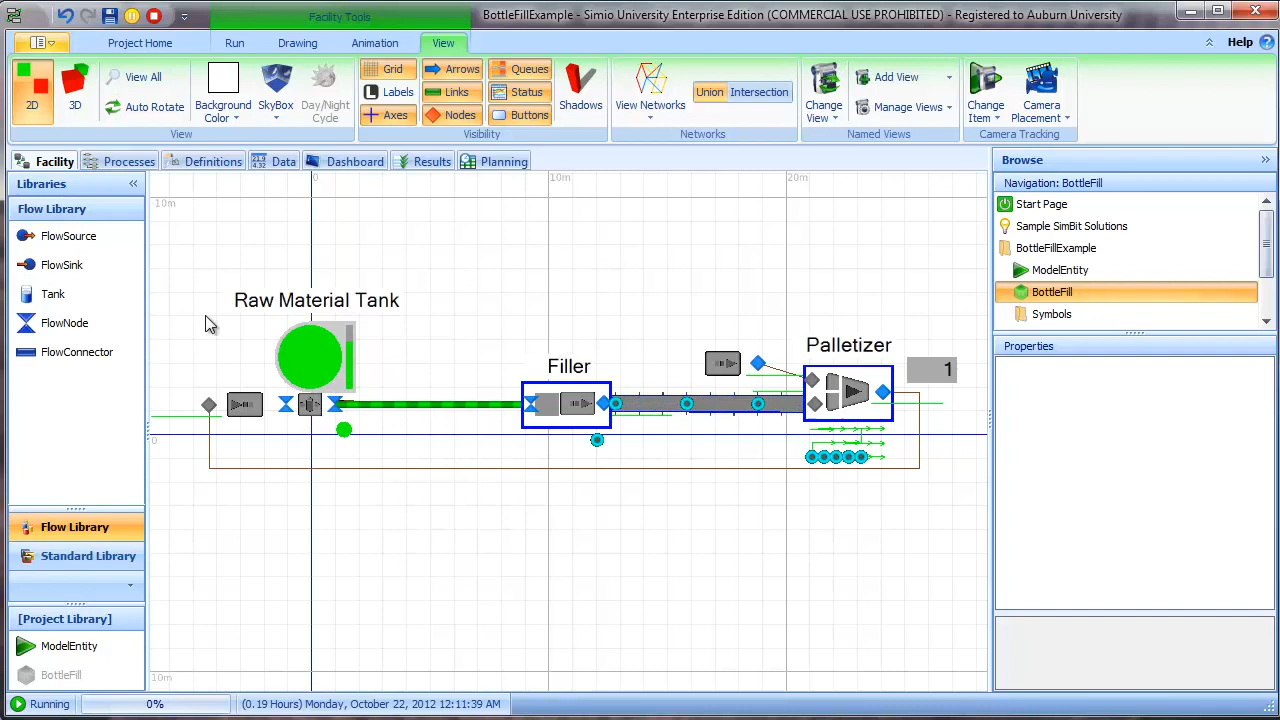 Facility Tools
BottleFillExample - Simio University Enterprise Edition (COMMERCIAL USE PROHIBITED) - Registered to Auburn University
Project Home
Run
Drawing
Animation
View
Help
2D
3D
View All
Auto Rotate
Background Color
SkyBox
Day/Night Cycle
Grid
Labels
Axes
Arrows
Links
Nodes
Queues
Status
Buttons
Shadows
View Networks
Union
Intersection
Change View
Add View
Manage Views
Change Item
Camera Placement
View
Visibility
Networks
Named Views
Camera Tracking
Facility
Processes
Definitions
Data
Dashboard
Results
Planning
Browse
Libraries
Flow Library
FlowSource
FlowSink
Tank
FlowNode
FlowConnector
Flow Library
Standard Library
[Project Library]
ModelEntity
BottleFill
0
10m
20m
10m
Raw Material Tank
Filler
Palletizer
1
0
10m
Navigation: BottleFill
Start Page
Sample SimBit Solutions
BottleFillExample
ModelEntity
BottleFill
Symbols
Properties
Running
0%
(0.19 Hours) Monday, October 22, 2012 12:11:39 AM